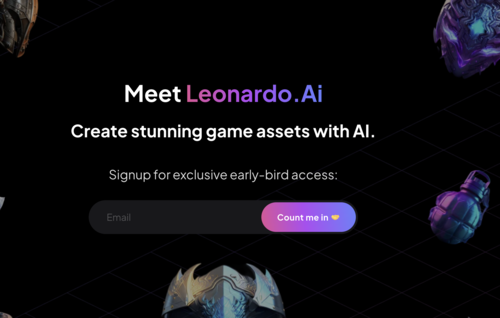 Meet Leonardo.Ai
Create stunning game assets with AI.
Signup for exclusive early-bird access:
Email
Count me in 🤝